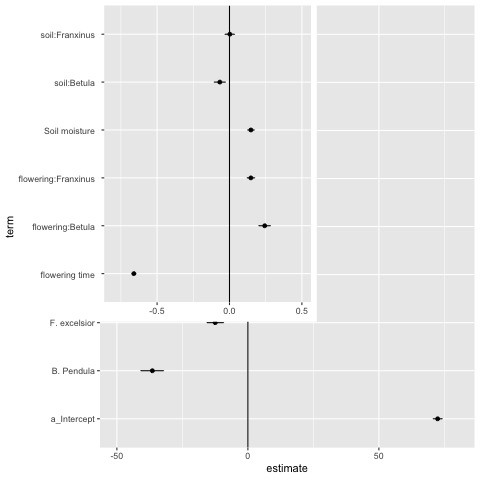 soil:Franxinus
soil:Betula
Soil moisture
flowering:Franxinus
flowering:Betula
flowering time
-0.5 0.0 0.5
F. excelsior
B. Pendula
a_Intercept
-50 0 50
estimate
term